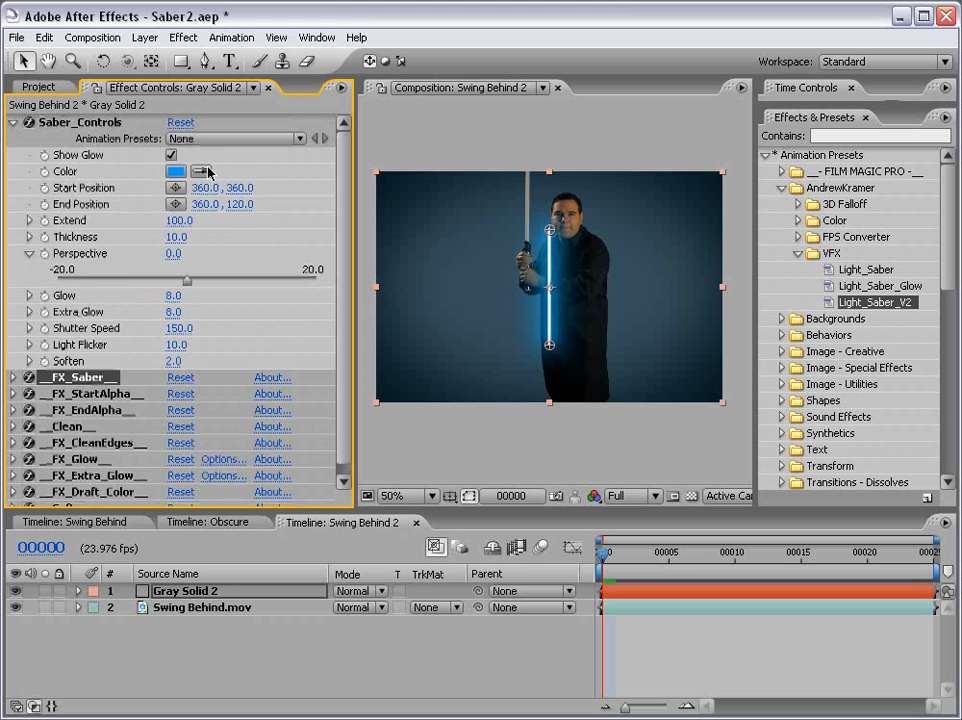 Adobe After Effects - Saber2.aep *
File Edit Composition Layer Effect Animation View Window Help
Workspace: Standard
Project Effect Controls: Gray Solid 2
Composition: Swing Behind 2
Time Controls
Swing Behind 2 * Gray Solid 2
Saber_Controls Reset
Animation Presets: None
Show Glow
Color
Start Position 360.0, 360.0
End Position 360.0, 120.0
Extend 100.0
Thickness 10.0
Perspective 0.0
-20.0 20.0
Glow 8.0
Extra Glow 8.0
Shutter Speed 150.0
Light Flicker 10.0
Soften 2.0
__FX_Saber__ Reset About...
__FX_StartAlpha__ Reset About...
__FX_EndAlpha__ Reset About...
__Clean__ Reset About...
__FX_CleanEdges__ Reset About...
__FX_Glow__ Reset Options... About...
__FX_Extra_Glow__ Reset Options... About...
__FX_Draft_Color__ Reset About...
50% 00000 Full Active Ca
Effects & Presets
Contains:
* Animation Presets
__- FILM MAGIC PRO -__
AndrewKramer
3D Falloff
Color
FPS Converter
VFX
Light_Saber
Light_Saber_Glow
Light_Saber_V2
Backgrounds
Behaviors
Image - Creative
Image - Special Effects
Image - Utilities
Shapes
Sound Effects
Synthetics
Text
Transform
Transitions - Dissolves
Timeline: Swing Behind Timeline: Obscure Timeline: Swing Behind 2
00000 (23.976 fps)
# Source Name Mode T TrkMat Parent
00005 00010 00015 00020 0002
1 Gray Solid 2 Normal None
2 Swing Behind.mov Normal None None